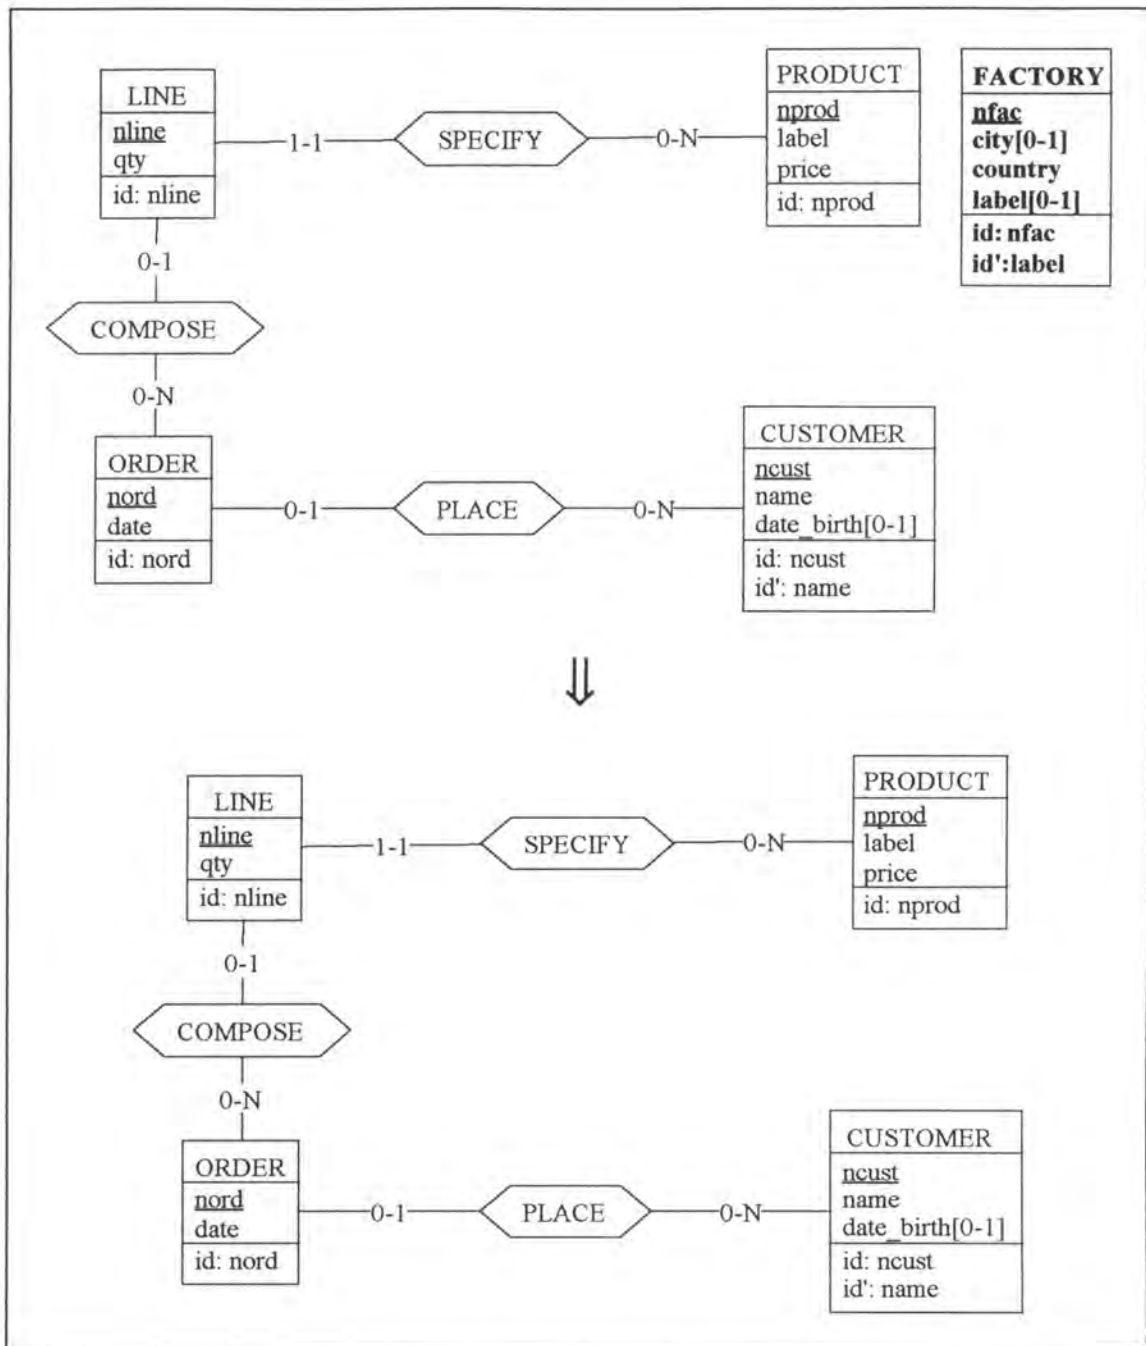 LINE
nline
qty
id: nline
1-1
SPECIFY
0-N
PRODUCT
nprod
label
price
id: nprod
FACTORY
nfac
city[0-1]
country
label[0-1]
id: nfac
id':label
0-1
COMPOSE
0-N
ORDER
nord
date
id: nord
0-1
PLACE
0-N
CUSTOMER
ncust
name
date_birth[0-1]
id: ncust
id': name
⇓
LINE
nline
qty
id: nline
1-1
SPECIFY
0-N
PRODUCT
nprod
label
price
id: nprod
0-1
COMPOSE
0-N
ORDER
nord
date
id: nord
0-1
PLACE
0-N
CUSTOMER
ncust
name
date_birth[0-1]
id: ncust
id': name